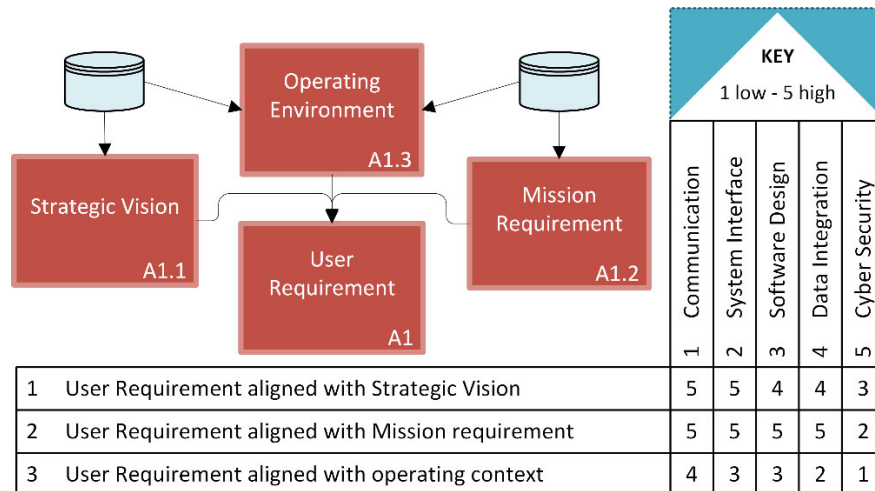 Operating
Environment
A1.3
Strategic Vision
A1.1
Mission
Requirement
A1.2
User
Requirement
A1
KEY
1 low - 5 high
1 Communication
2 System Interface
3 Software Design
4 Data Integration
5 Cyber Security
1 User Requirement aligned with Strategic Vision 5 5 4 4 3
2 User Requirement aligned with Mission requirement 5 5 5 5 2
3 User Requirement aligned with operating context 4 3 3 2 1